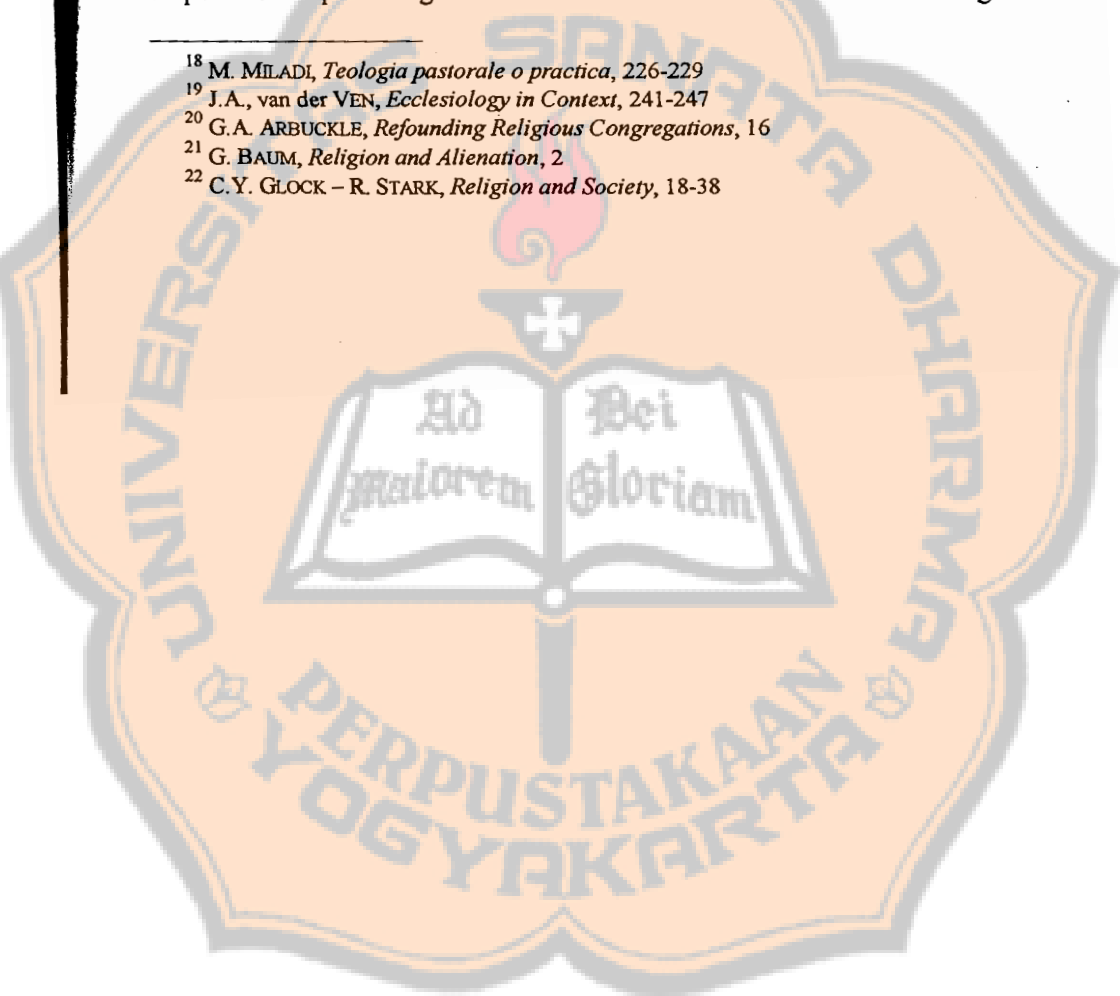 18 M. MILADI, Teologia pastorale o practica, 226-229
19 J.A., van der VEN, Ecclesiology in Context, 241-247
20 G.A. ARBUCKLE, Refounding Religious Congregations, 16
21 G. BAUM, Religion and Alienation, 2
22 C.Y. GLOCK – R. STARK, Religion and Society, 18-38
UNIVERSITAS SANATA DHARMA
Ad Dei
maiorem Gloriam
PERPUSTAKAAN
YOGYAKARTA